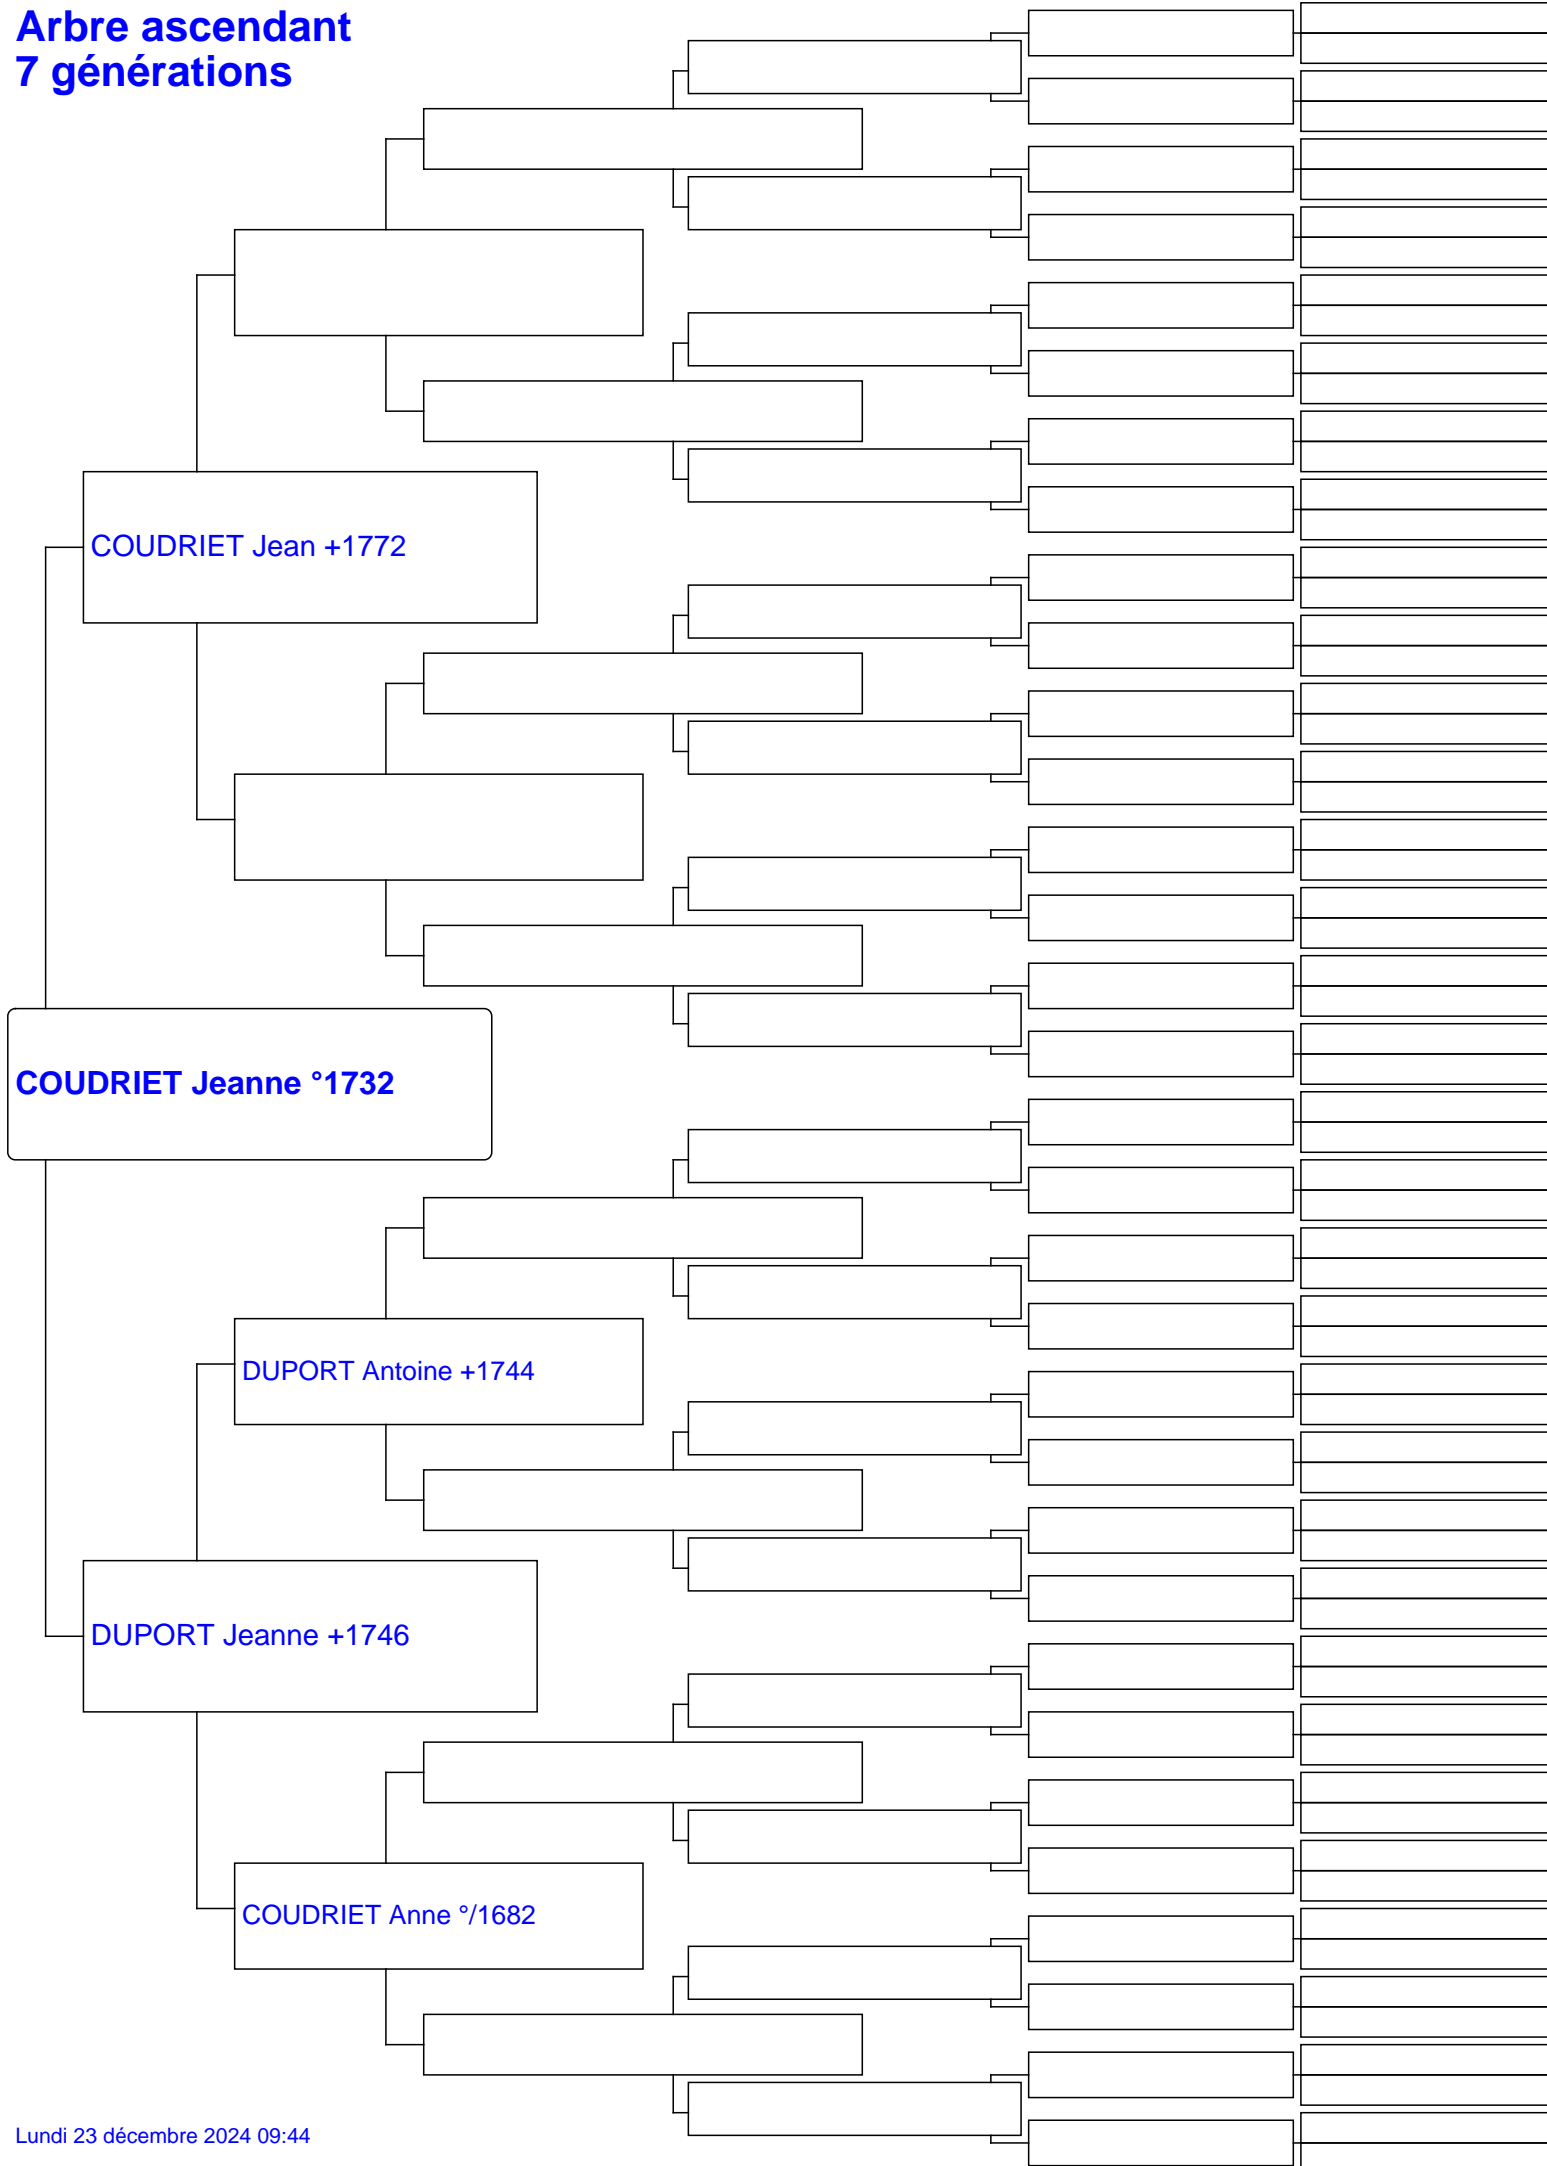 Arbre ascendant
7 générations
COUDRIET Jean +1772
COUDRIET Jeanne °1732
DUPORT Antoine +1744
DUPORT Jeanne +1746
COUDRIET Anne °/1682
Lundi 23 décembre 2024 09:44